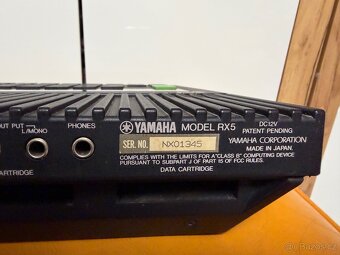 OUT PUT
L/MONO
PHONES
YAMAHA MODEL RX5
DC12V
PATENT PENDING
SER. NO. NX01345
YAMAHA CORPORATION
MADE IN JAPAN.
COMPLIES WITH THE LIMITS FOR A "CLASS B" COMPUTING DEVICE
PURSUANT TO SUBPART J OF PART 15 OF FCC RULES.
CARTRIDGE
DATA CARTRIDGE